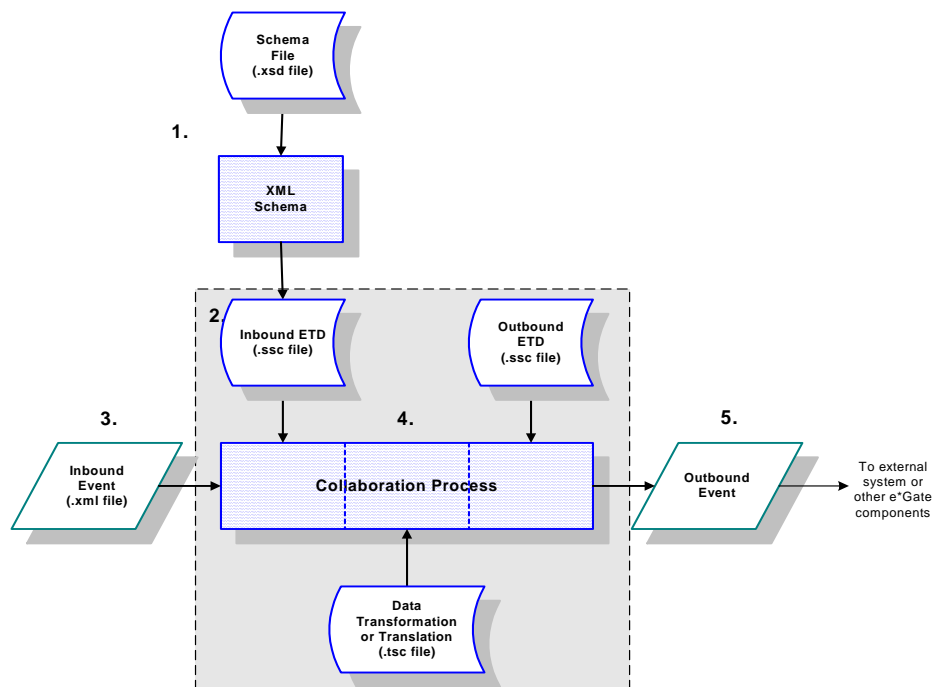 Schema
File
(.xsd file)
1.
XML
Schema
2.
Inbound ETD
(.ssc file)
Outbound
ETD
(.ssc file)
3.
4.
5.
Inbound
Event
(.xml file)
Collaboration Process
Outbound
Event
To external
system or
other e*Gate
components
Data
Transformation
or Translation
(.tsc file)